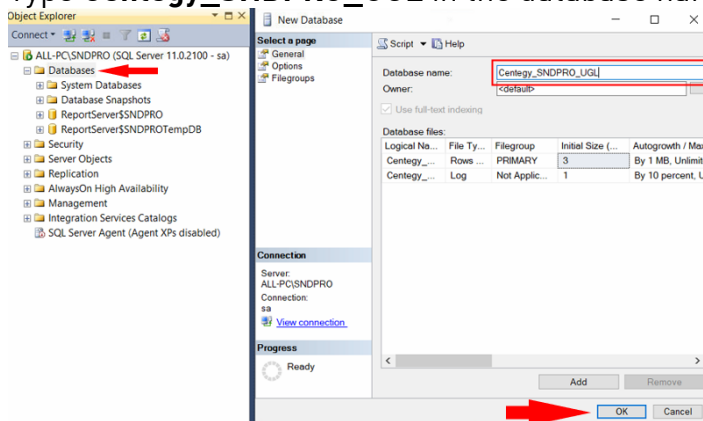 Type Centegy_SNDPRO_UGL in the database
Object Explorer
Connect
ALL-PC\SNDPRO (SQL Server 11.0.2100 - sa)
Databases
System Databases
Database Snapshots
ReportServer$SNDPRO
ReportServer$SNDPROTempDB
Security
Server Objects
Replication
AlwaysOn High Availability
Management
Integration Services Catalogs
SQL Server Agent (Agent XPs disabled)
New Database
Select a page
General
Options
Filegroups
Connection
Server:
ALL-PC\SNDPRO
Connection:
sa
View connection
Progress
Ready
Script Help
Database name: Centegy_SNDPRO_UGL
Owner: <default>
Use full-text indexing
Database files:
Logical Na... File Ty... Filegroup Initial Size (... Autogrowth /
Centegy_... Rows ... PRIMARY 3 By 1 MB,
Centegy_... Log Not Applic... 1 By 10 percent,
Add Remove
OK Cancel